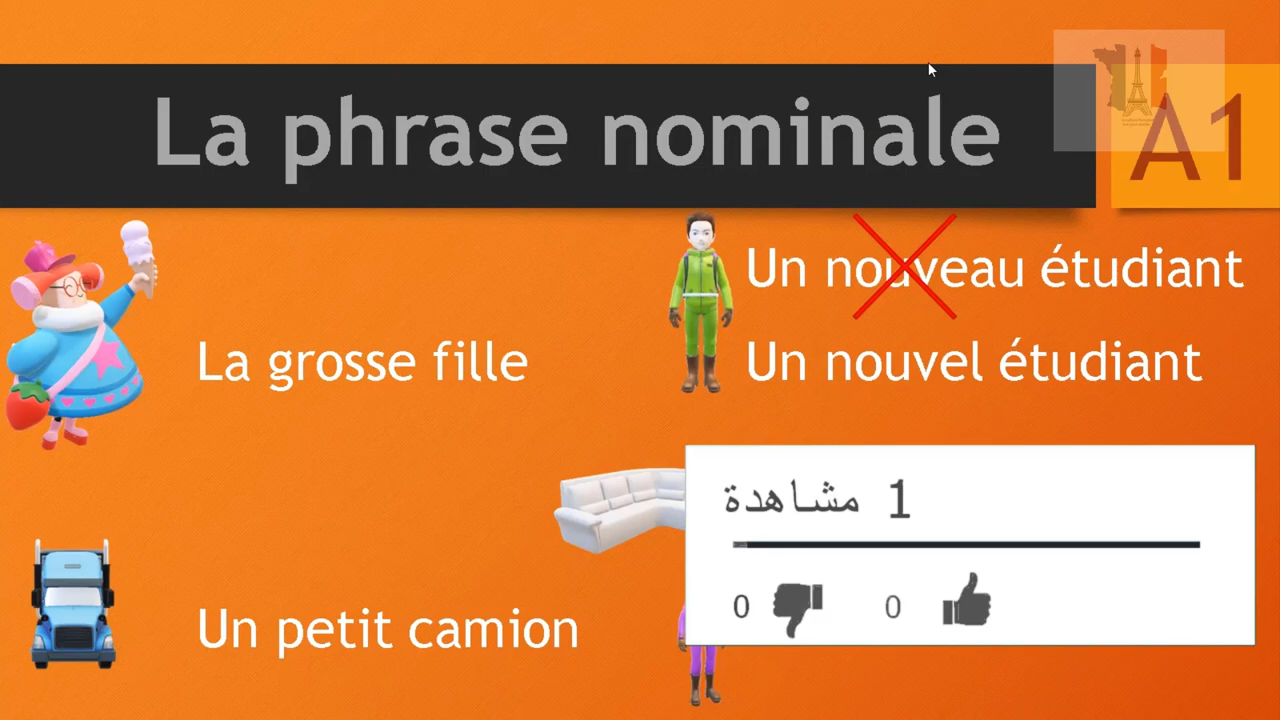 La phrase nominale
A1
Un nouveau étudiant
La grosse fille
Un nouvel étudiant
1 مشاهدة
0 0
Un petit camion